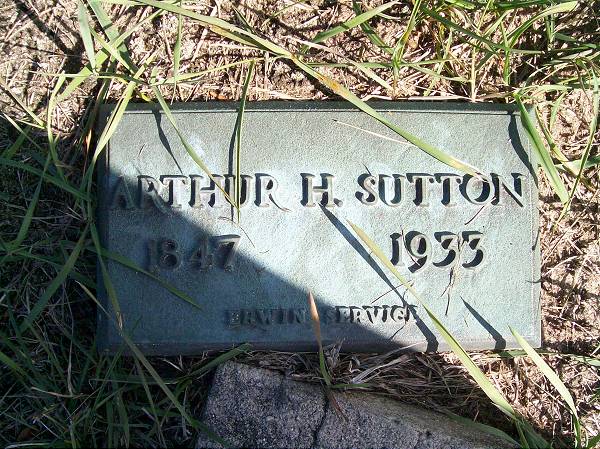 ARTHUR H. SUTTON
1847 1933
ERWIN SERVICE